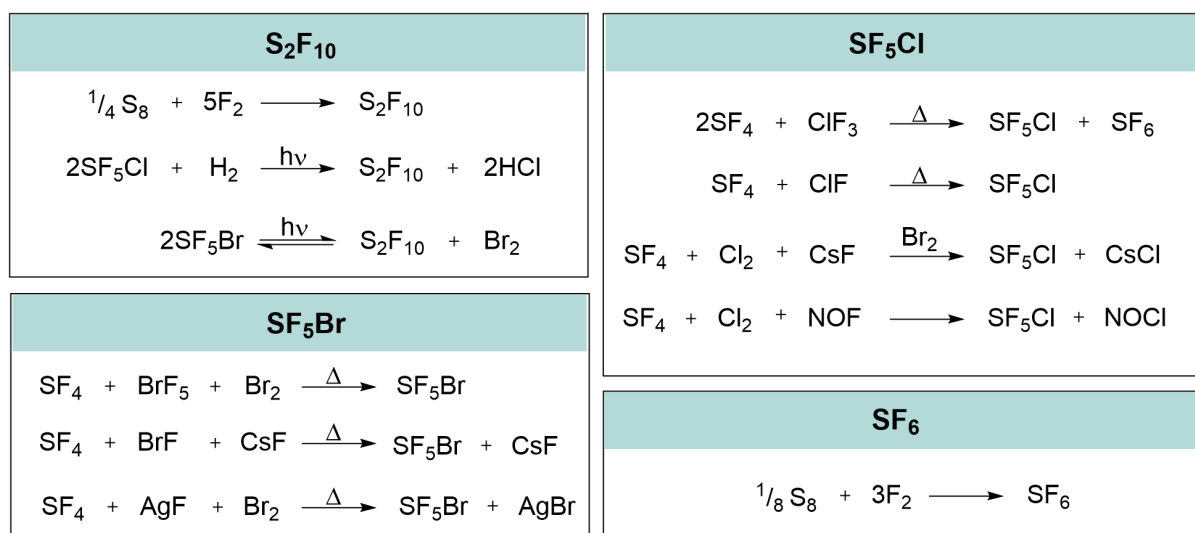 S₂F₁₀
¹/₄ S₈ + 5F₂ ⟶ S₂F₁₀
2SF₅Cl + H₂ hν ⟶ S₂F₁₀ + 2HCl
2SF₅Br hν ⇌ S₂F₁₀ + Br₂
SF₅Br
SF₄ + BrF₅ + Br₂ Δ ⟶ SF₅Br
SF₄ + BrF + CsF Δ ⟶ SF₅Br + CsF
SF₄ + AgF + Br₂ Δ ⟶ SF₅Br + AgBr
SF₅Cl
2SF₄ + ClF₃ Δ ⟶ SF₅Cl + SF₆
SF₄ + ClF Δ ⟶ SF₅Cl
SF₄ + Cl₂ + CsF Br₂ ⟶ SF₅Cl + CsCl
SF₄ + Cl₂ + NOF ⟶ SF₅Cl + NOCl
SF₆
¹/₈ S₈ + 3F₂ ⟶ SF₆